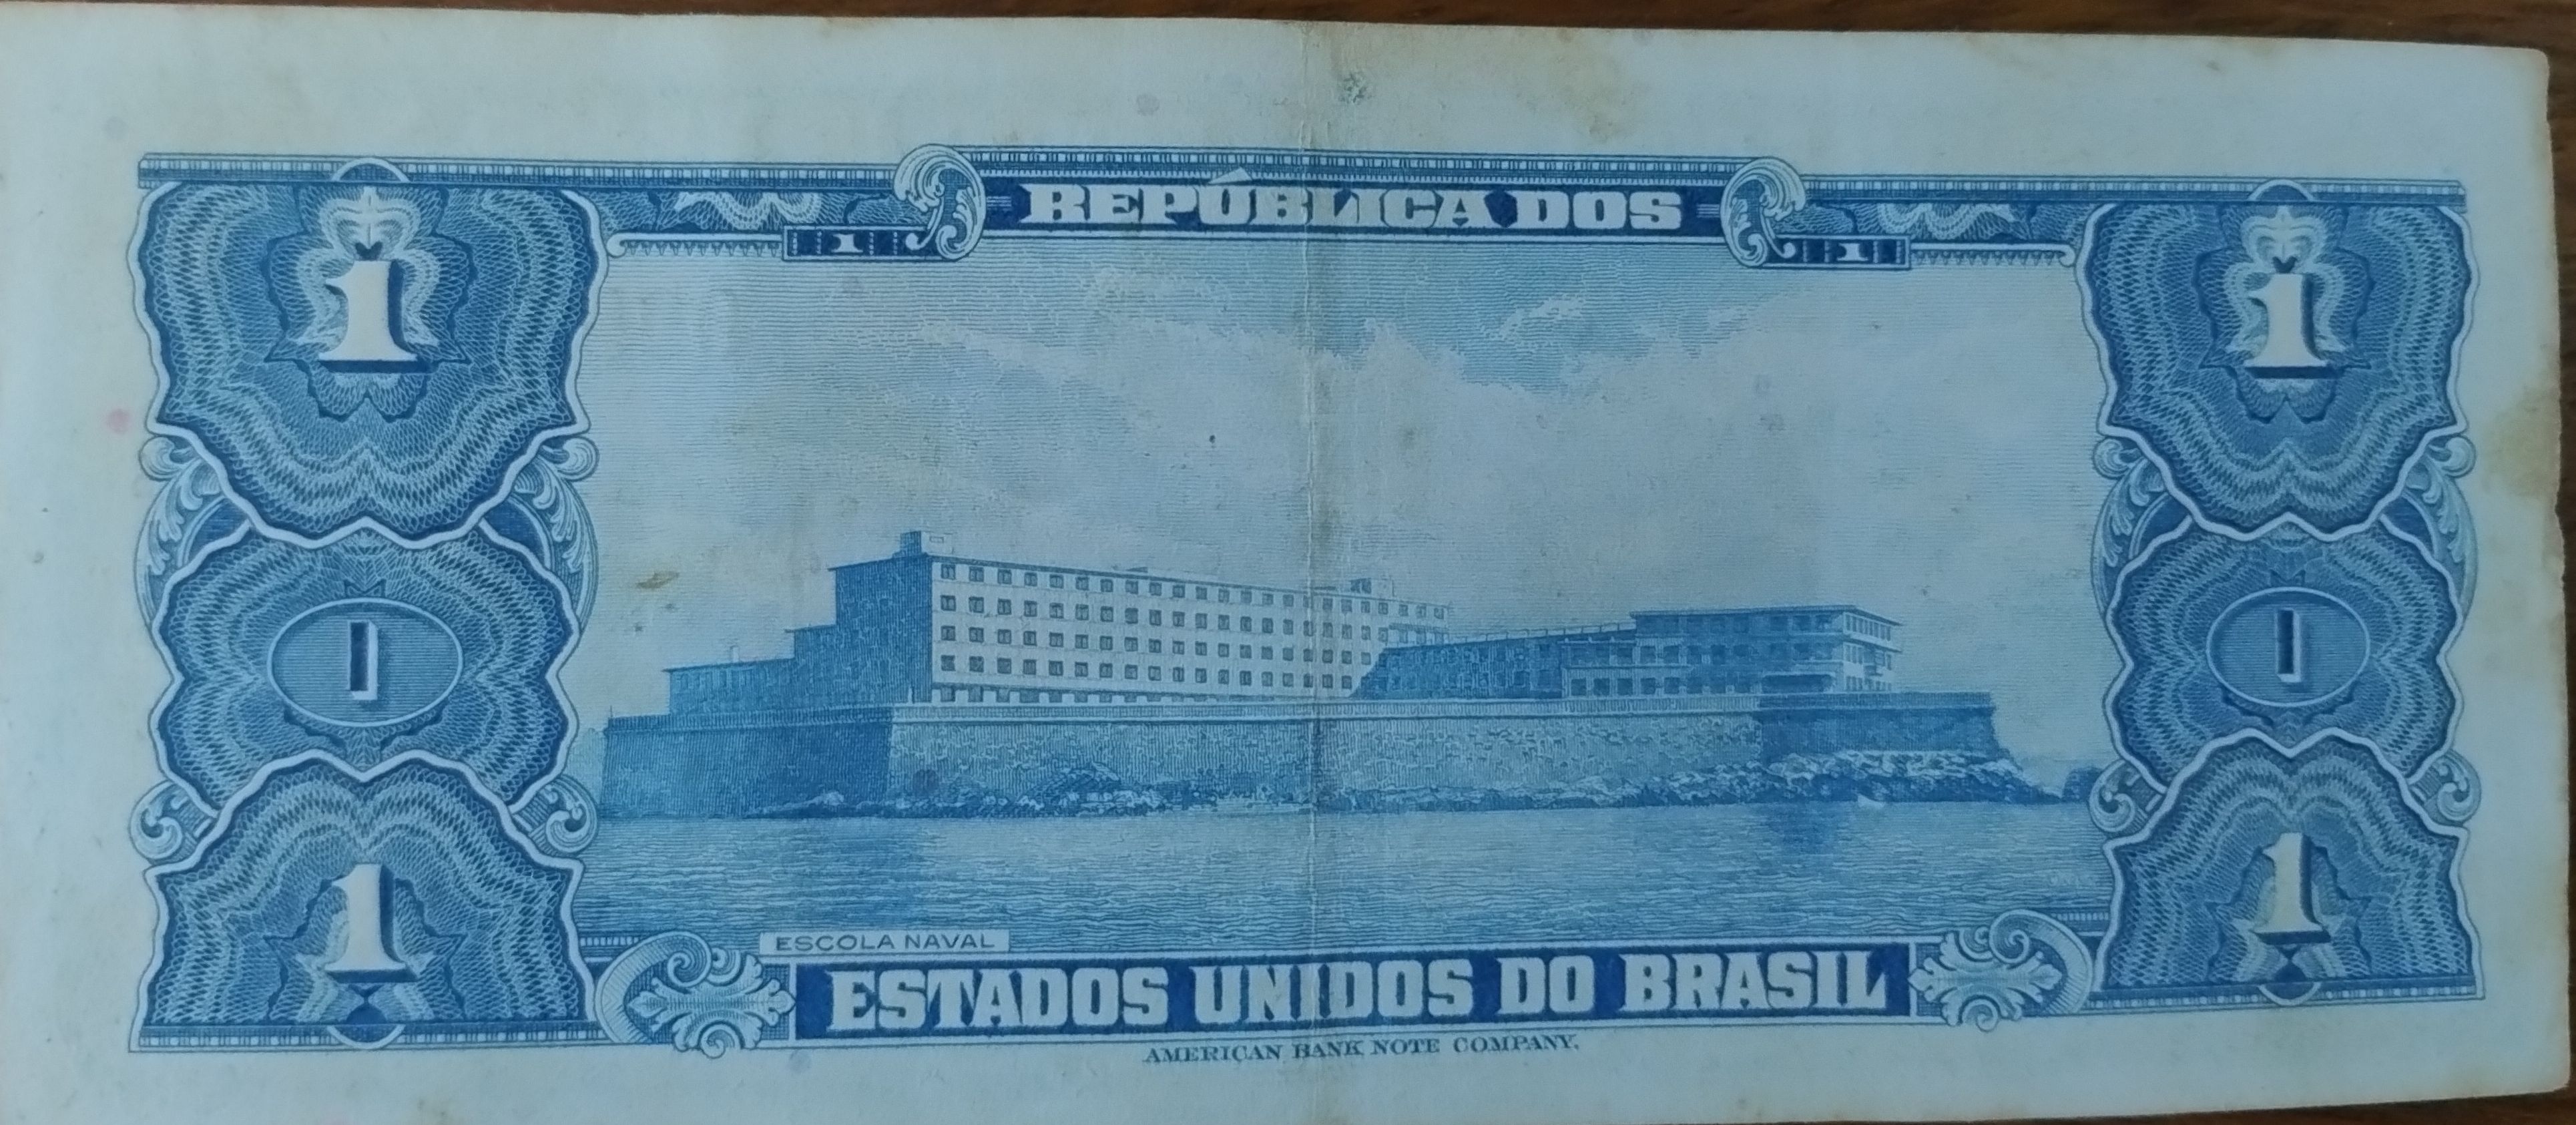 REPÚBLICA DOS
1 1
1 1
1 1
1 1
ESCOLA NAVAL
ESTADOS UNIDOS DO BRASIL
AMERICAN BANK NOTE COMPANY.